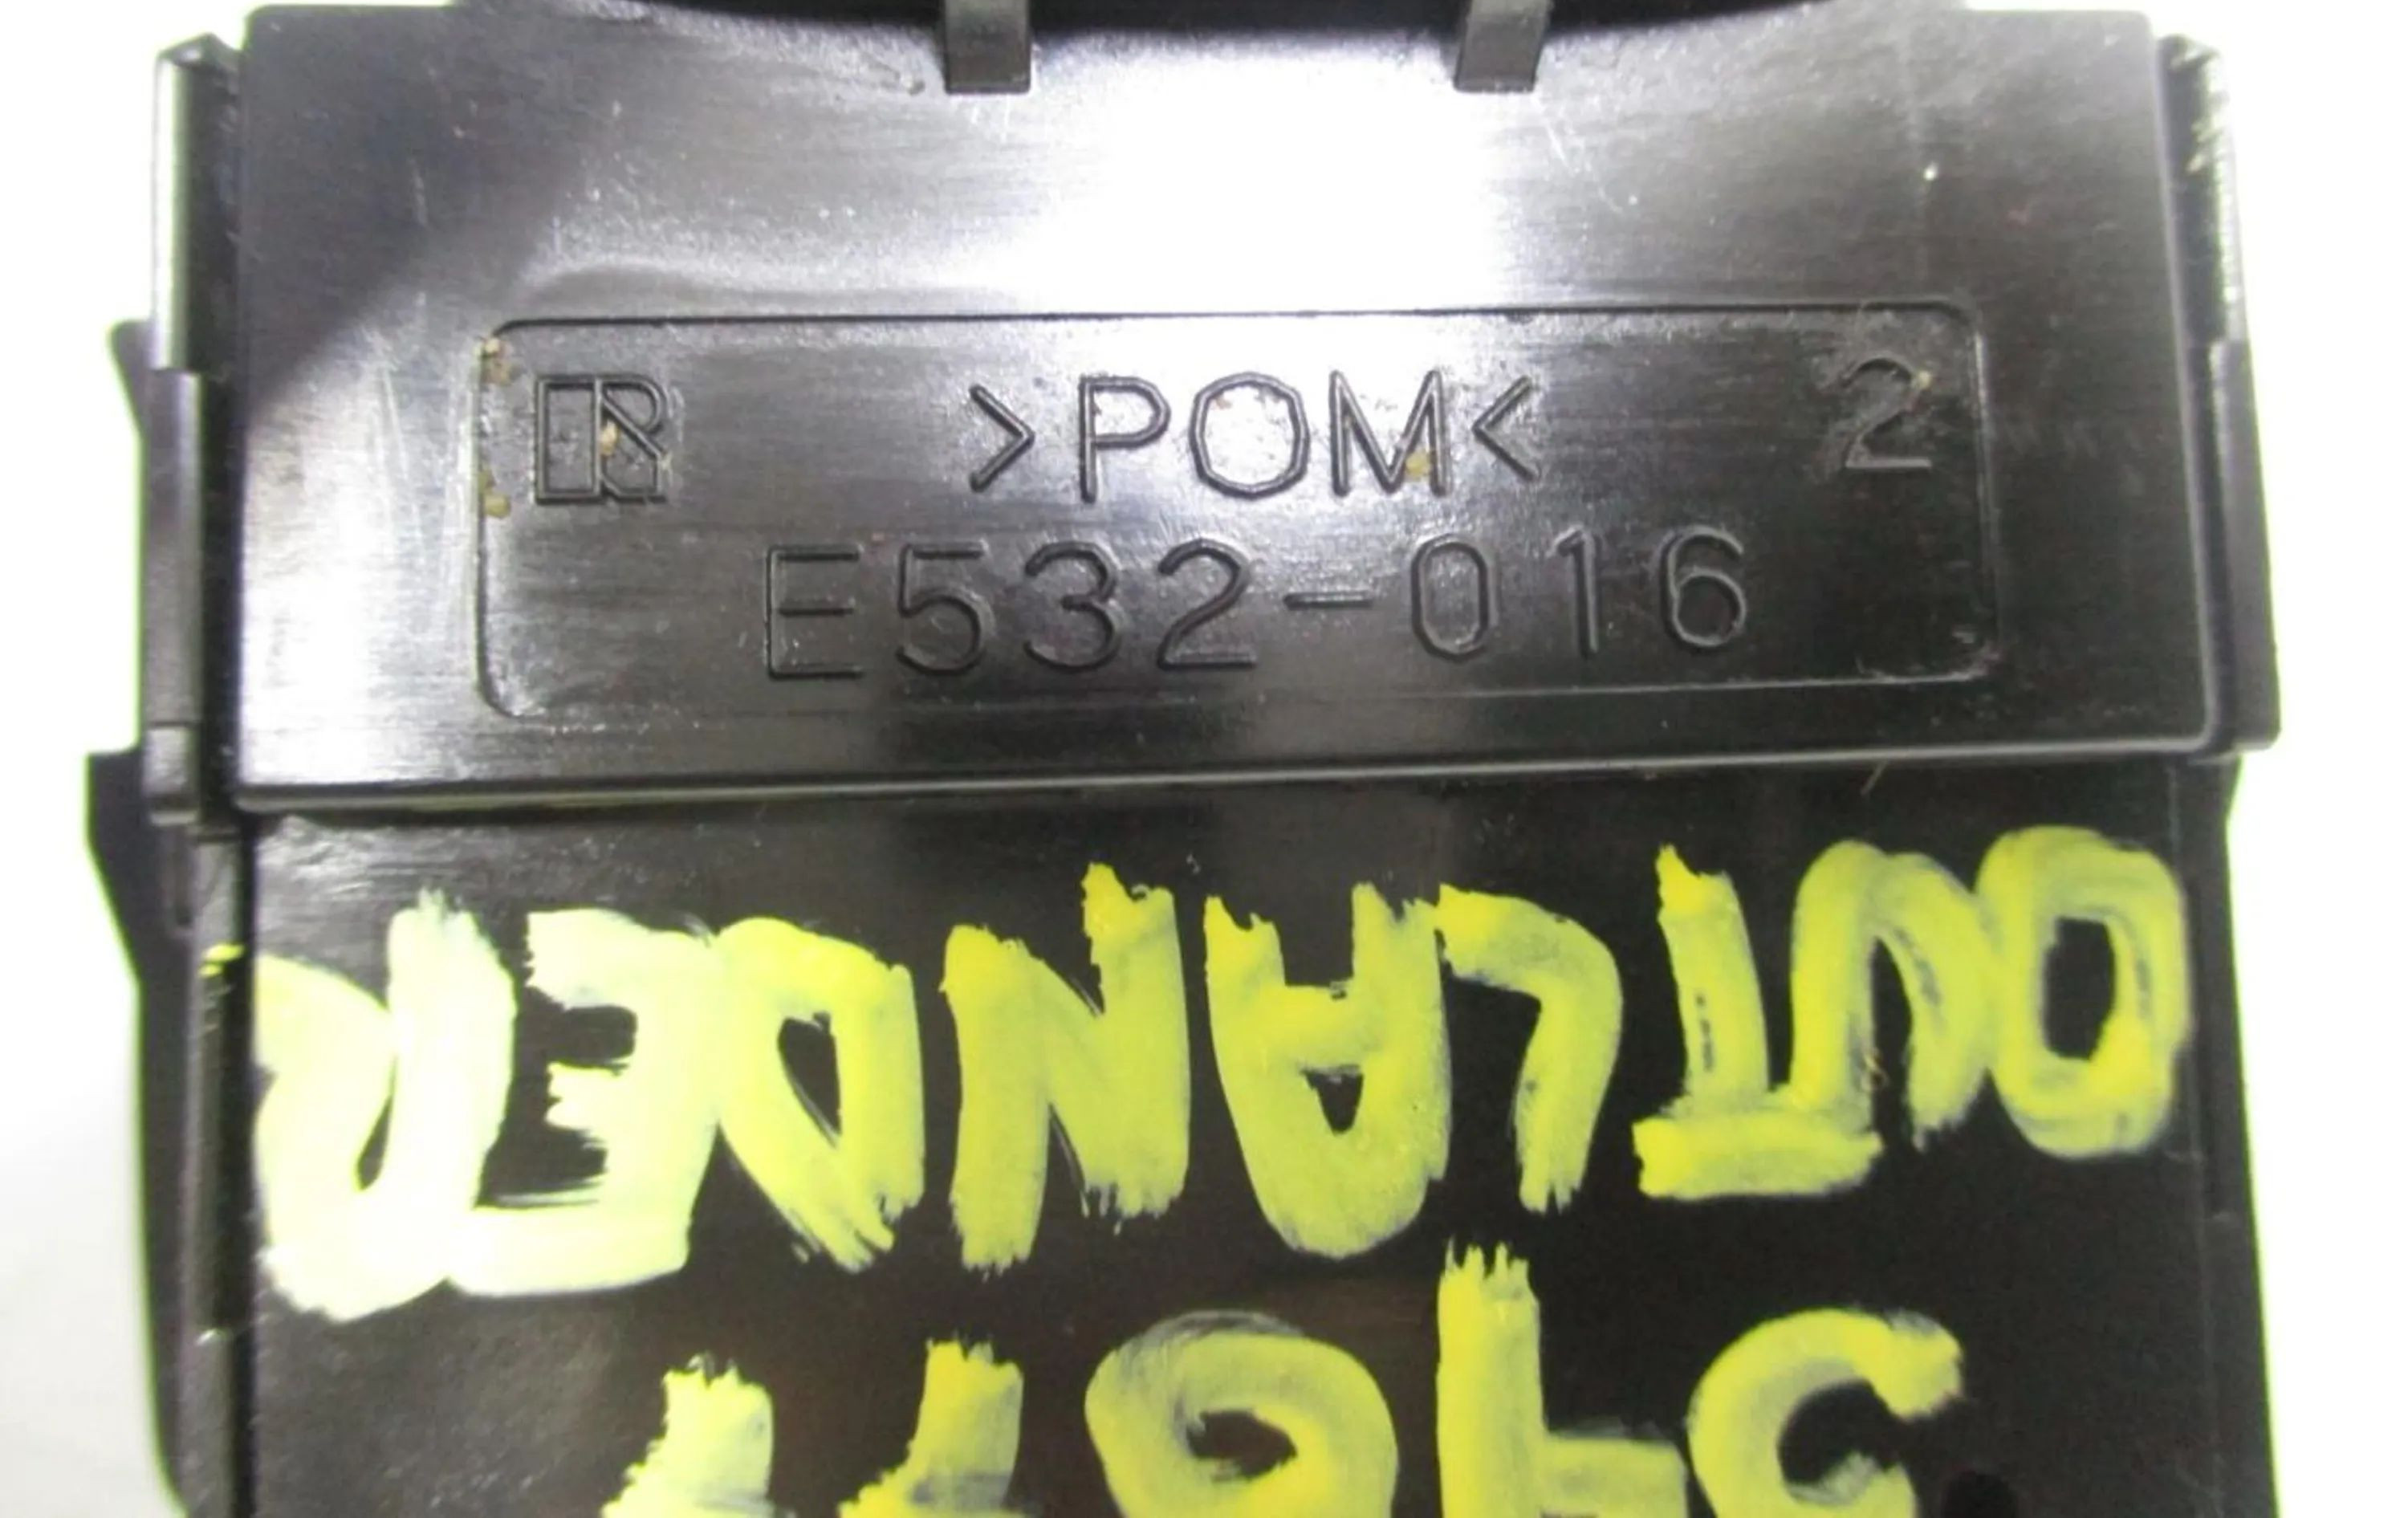 R >POM< 2
E532-016
OUTLANDER